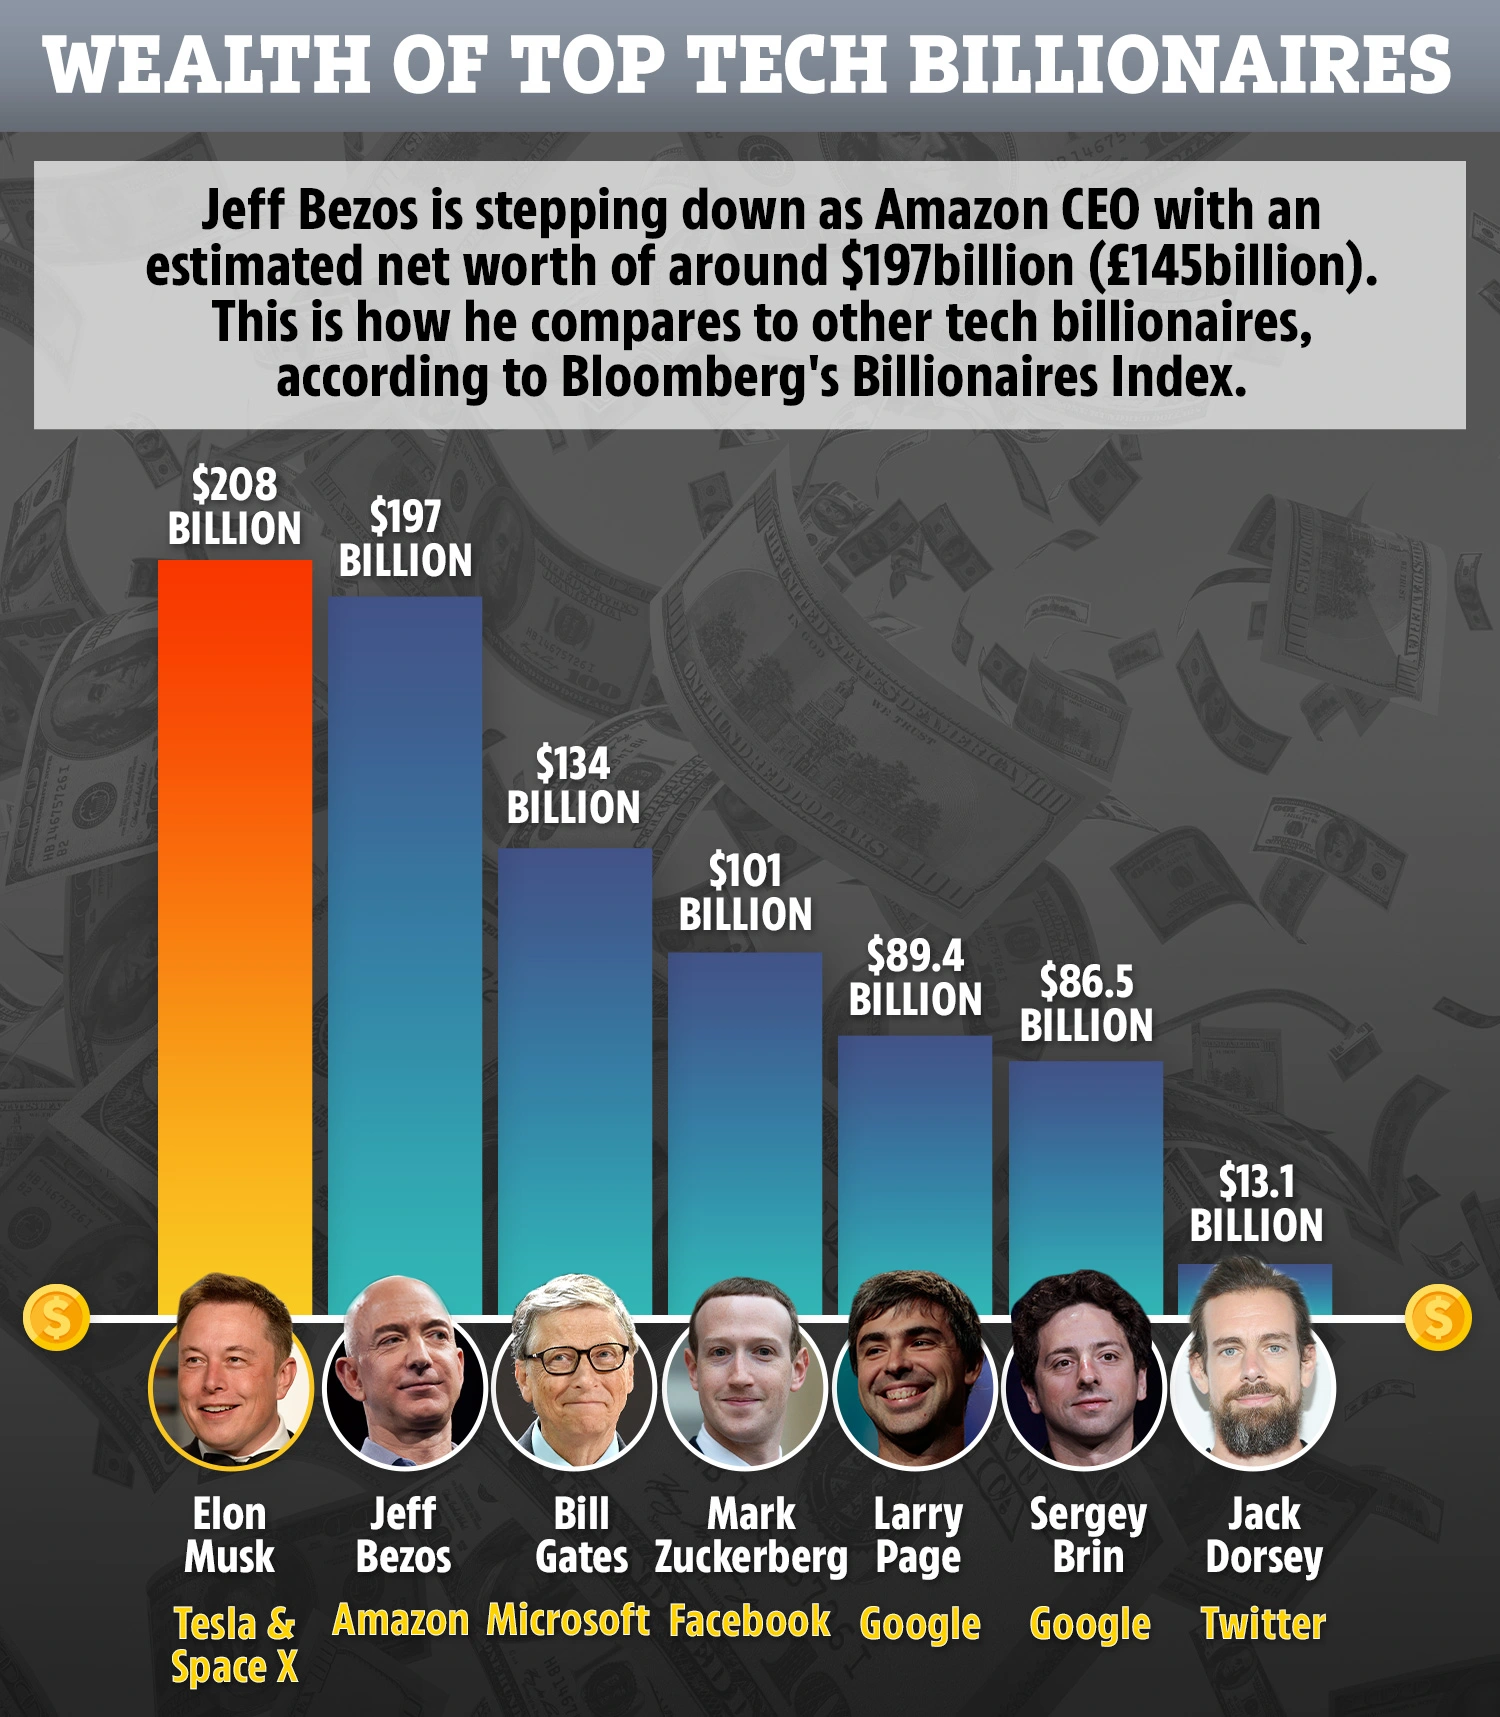 WEALTH OF TOP TECH BILLIONAIRES
Jeff Bezos is stepping down as Amazon CEO with an
estimated net worth of around $197billion (£145billion).
This is how he compares to other tech billionaires,
according to Bloomberg's Billionaires Index.
$208
BILLION
$197
BILLION
$134
BILLION
$101
BILLION
$89.4
BILLION
$86.5
BILLION
$13.1
BILLION
Elon
Musk
Tesla &
Space X
Jeff
Bezos
Amazon
Bill
Gates
Microsoft
Mark
Zuckerberg
Facebook
Larry
Page
Google
Sergey
Brin
Google
Jack
Dorsey
Twitter